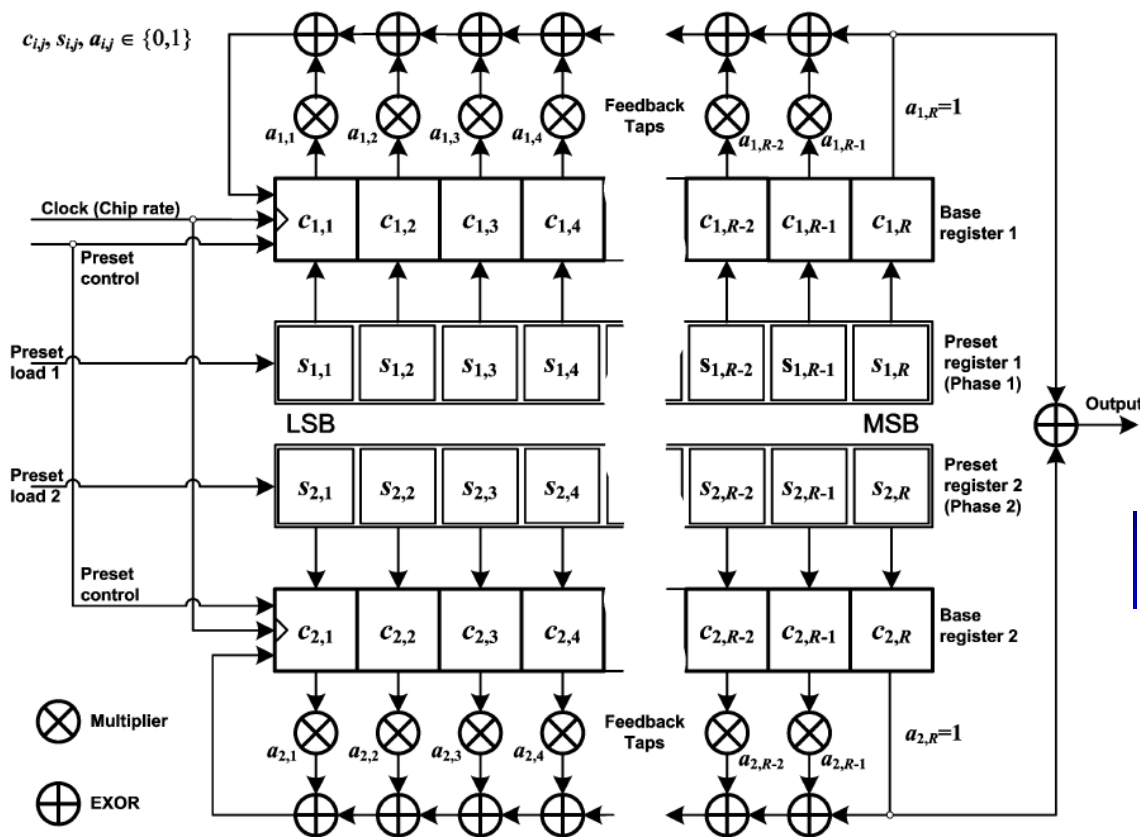 c_{i,j}, s_{i,j}, a_{i,j} ∈ {0,1}
a_{1,1} a_{1,2} a_{1,3} a_{1,4} Feedback Taps a_{1,R-2} a_{1,R-1} a_{1,R}=1
Clock (Chip rate)
c_{1,1} c_{1,2} c_{1,3} c_{1,4} c_{1,R-2} c_{1,R-1} c_{1,R}
Base
register 1
Preset
control
Preset
load 1
s_{1,1} s_{1,2} s_{1,3} s_{1,4} s_{1,R-2} s_{1,R-1} s_{1,R}
Preset
register 1
(Phase 1)
LSB MSB
Output
Preset
load 2
s_{2,1} s_{2,2} s_{2,3} s_{2,4} s_{2,R-2} s_{2,R-1} s_{2,R}
Preset
register 2
(Phase 2)
Preset
control
c_{2,1} c_{2,2} c_{2,3} c_{2,4} c_{2,R-2} c_{2,R-1} c_{2,R}
Base
register 2
Multiplier
a_{2,1} a_{2,2} a_{2,3} a_{2,4} Feedback Taps a_{2,R-2} a_{2,R-1} a_{2,R}=1
EXOR